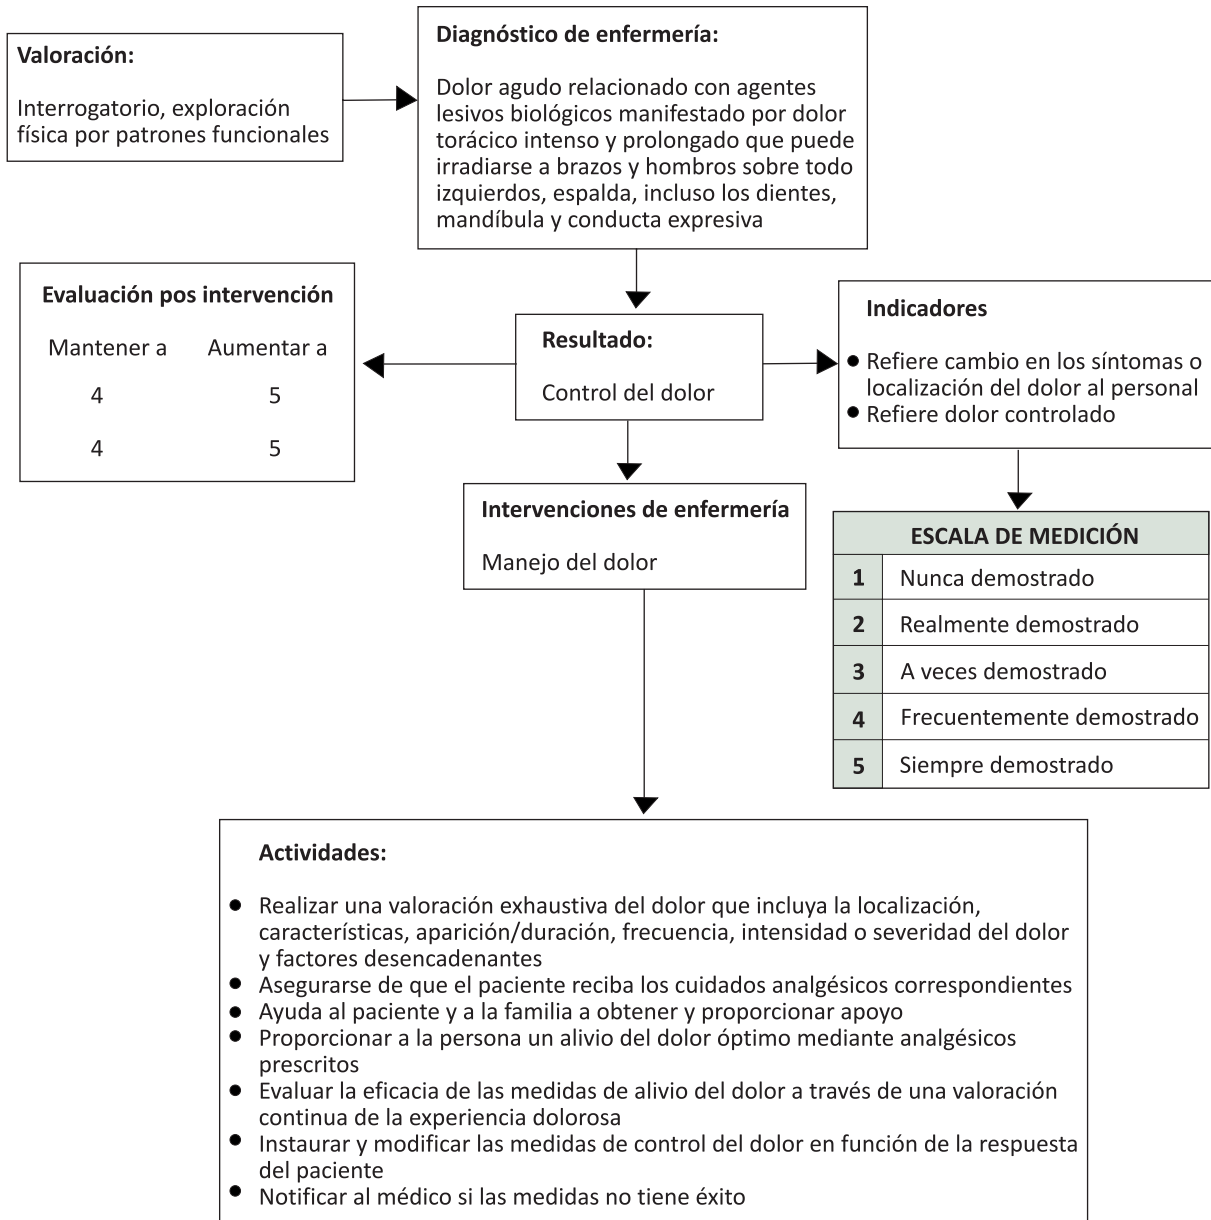 Valoración:
Interrogatorio, exploración
física por patrones funcionales
Diagnóstico de enfermería:
Dolor agudo relacionado con agentes
lesivos biológicos manifestado por dolor
torácico intenso y prolongado que puede
irradiarse a brazos y hombros sobre todo
izquierdos, espalda, incluso los dientes,
mandíbula y conducta expresiva
Evaluación pos intervención
Mantener a Aumentar a
4 5
4 5
Resultado:
Control del dolor
Indicadores
● Refiere cambio en los síntomas o
localización del dolor al personal
● Refiere dolor controlado
Intervenciones de enfermería
Manejo del dolor
ESCALA DE MEDICIÓN
1 Nunca demostrado
2 Realmente demostrado
3 A veces demostrado
4 Frecuentemente demostrado
5 Siempre demostrado
Actividades:
● Realizar una valoración exhaustiva del dolor que incluya la localización,
características, aparición/duración, frecuencia, intensidad o severidad del dolor
y factores desencadenantes
● Asegurarse de que el paciente reciba los cuidados analgésicos correspondientes
● Ayuda al paciente y a la familia a obtener y proporcionar apoyo
● Proporcionar a la persona un alivio del dolor óptimo mediante analgésicos
prescritos
● Evaluar la eficacia de las medidas de alivio del dolor a través de una valoración
continua de la experiencia dolorosa
● Instaurar y modificar las medidas de control del dolor en función de la respuesta
del paciente
● Notificar al médico si las medidas no tiene éxito